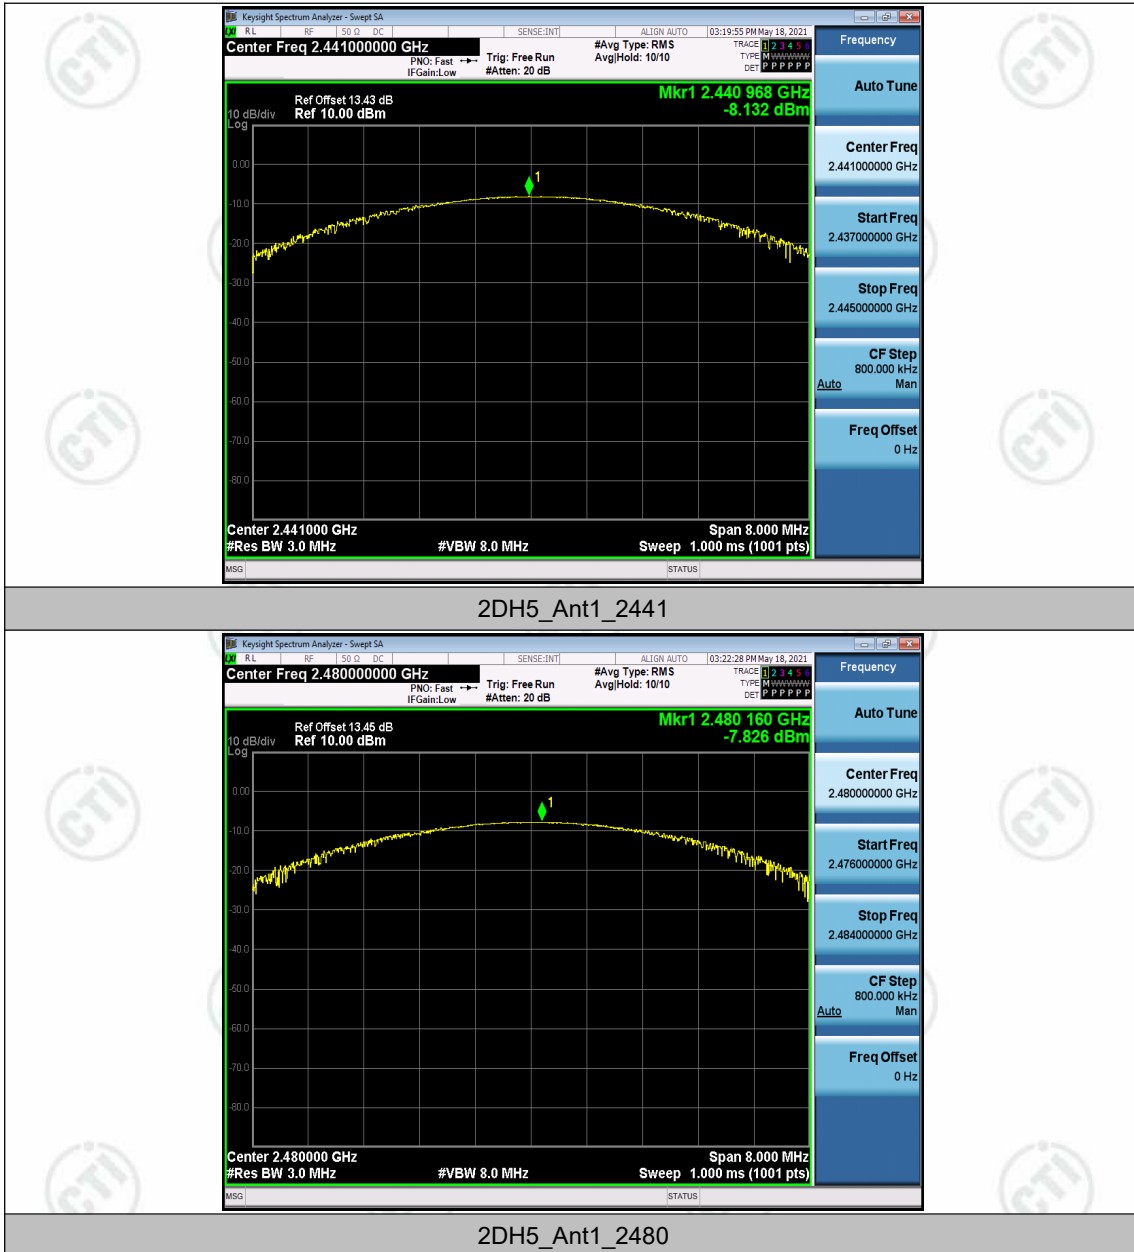 Keysight Spectrum Analyzer - Swept SA
LXI RL RF 50 Ω DC SENSE:INT ALIGN AUTO 03:19:55 PM May 18, 2021
Center Freq 2.441000000 GHz
#Avg Type: RMS
TRACE 1 2 3 4 5 6
PNO: Fast
Trig: Free Run
Avg|Hold: 10/10
TYPE M WWWWW
IFGain:Low
#Atten: 20 dB
DET P P P P P P
Mkr1 2.440 968 GHz
-8.132 dBm
Ref Offset 13.43 dB
10 dB/div Ref 10.00 dBm
Log
1
0.00
-10.0
-20.0
-30.0
-40.0
-50.0
-60.0
-70.0
-80.0
Center 2.441000 GHz Span 8.000 MHz
#Res BW 3.0 MHz #VBW 8.0 MHz Sweep 1.000 ms (1001 pts)
MSG STATUS
Frequency
Auto Tune
Center Freq
2.441000000 GHz
Start Freq
2.437000000 GHz
Stop Freq
2.445000000 GHz
CF Step
800.000 kHz
Auto Man
Freq Offset
0 Hz
2DH5_Ant1_2441
Keysight Spectrum Analyzer - Swept SA
LXI RL RF 50 Ω DC SENSE:INT ALIGN AUTO 03:22:28 PM May 18, 2021
Center Freq 2.480000000 GHz
#Avg Type: RMS
TRACE 1 2 3 4 5 6
PNO: Fast
Trig: Free Run
Avg|Hold: 10/10
TYPE M WWWWW
IFGain:Low
#Atten: 20 dB
DET P P P P P P
Mkr1 2.480 160 GHz
-7.826 dBm
Ref Offset 13.45 dB
10 dB/div Ref 10.00 dBm
Log
1
0.00
-10.0
-20.0
-30.0
-40.0
-50.0
-60.0
-70.0
-80.0
Center 2.480000 GHz Span 8.000 MHz
#Res BW 3.0 MHz #VBW 8.0 MHz Sweep 1.000 ms (1001 pts)
MSG STATUS
Frequency
Auto Tune
Center Freq
2.480000000 GHz
Start Freq
2.476000000 GHz
Stop Freq
2.484000000 GHz
CF Step
800.000 kHz
Auto Man
Freq Offset
0 Hz
2DH5_Ant1_2480
CTI
CTI
CTI
CTI
CTI
CTI
CTI
CTI